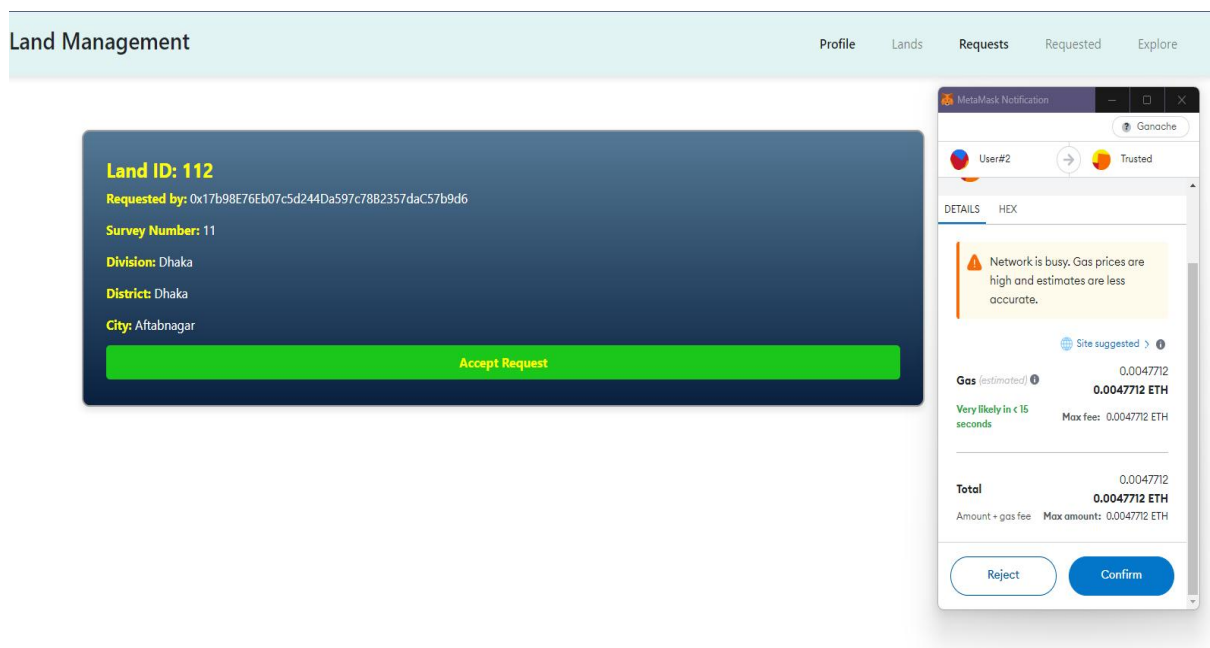 Land Management
Profile Lands Requests Requested Explore
Land ID: 112
Requested by: 0x17b98E76Eb07c5d244Da597c78B2357daC57b9d6
Survey Number: 11
Division: Dhaka
District: Dhaka
City: Aftabnagar
Accept Request
MetaMask Notification
? Ganache
User#2 Trusted
DETAILS HEX
Network is busy. Gas prices are
high and estimates are less
accurate.
Site suggested >
0.0047712
Gas (estimated) 0.0047712 ETH
Very likely in < 15
seconds
Max fee: 0.0047712 ETH
0.0047712
Total 0.0047712 ETH
Amount + gas fee Max amount: 0.0047712 ETH
Reject Confirm